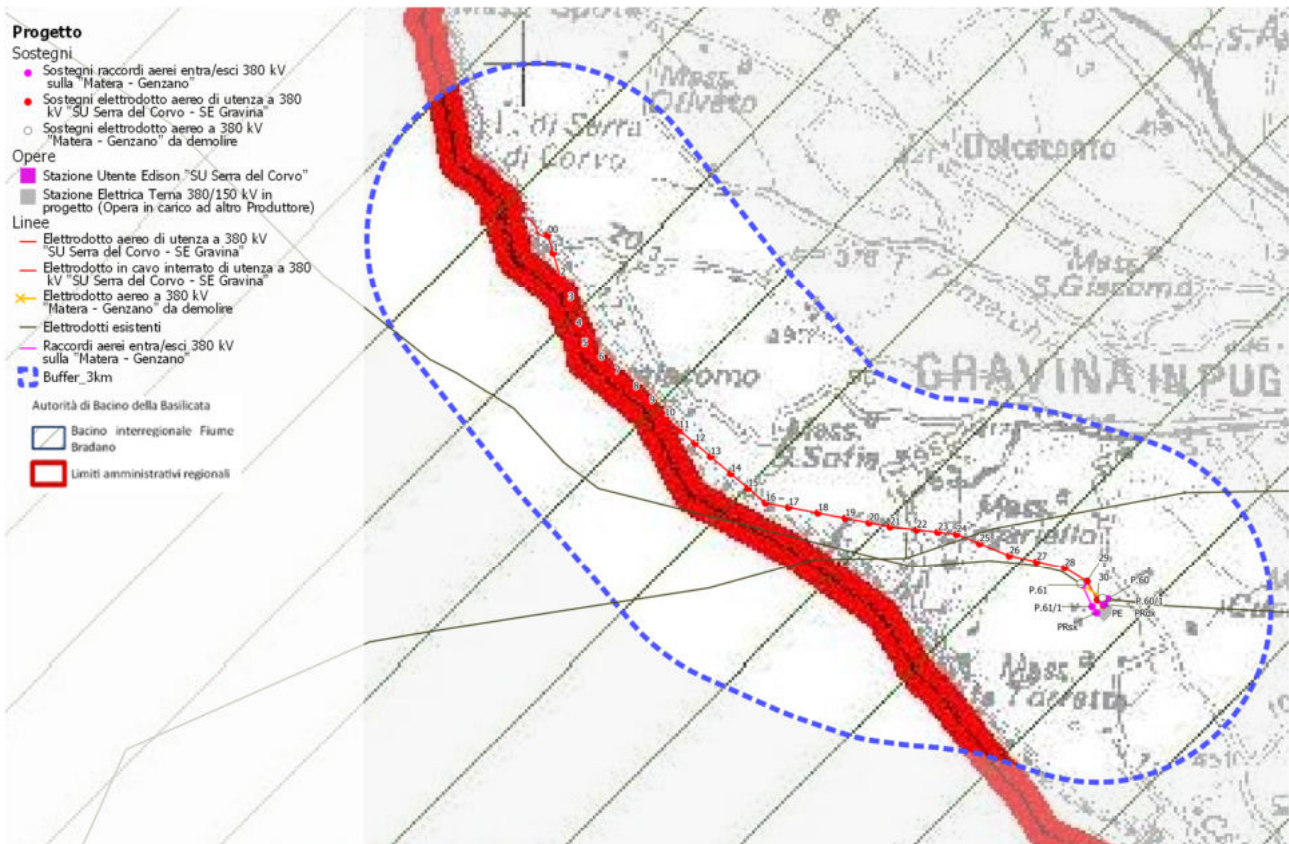 Progetto
Sostegni
Sostegni raccordi aerei entra/esci 380 kV
sulla "Matera - Genzano"
Sostegni elettrodotto aereo di utenza a 380
kV "SU Serra del Corvo - SE Gravina"
Sostegni elettrodotto aereo a 380 kV
"Matera - Genzano" da demolire
Opere
Stazione Utente Edison "SU Serra del Corvo"
Stazione Elettrica Terna 380/150 kV in
progetto (Opera in carico ad altro Produttore)
Linee
Elettrodotto aereo di utenza a 380 kV
"SU Serra del Corvo - SE Gravina"
Elettrodotto in cavo interrato di utenza a 380
kV "SU Serra del Corvo - SE Gravina"
Elettrodotto aereo a 380 kV
"Matera - Genzano" da demolire
Elettrodotti esistenti
Raccordi aerei entra/esci 380 kV
sulla "Matera - Genzano"
Buffer_3km
Autorità di Bacino della Basilicata
Bacino interregionale Fiume
Bradano
Limiti amministrativi regionali
Mass.
Oliveto
di Serra
di Corvo
Dolcecanto
Mass.
S.Giacomo
GRAVINA IN PUG
Mass.
Mass.
Mass.
00
3
4
5
6
7
8
9
10
11
12
13
14
15
16
17
18
19
20
21
22
23
24
25
26
27
28
29
30
P.60
P.61
P.60/1
P.61/1
PRdx
PE
PRsx